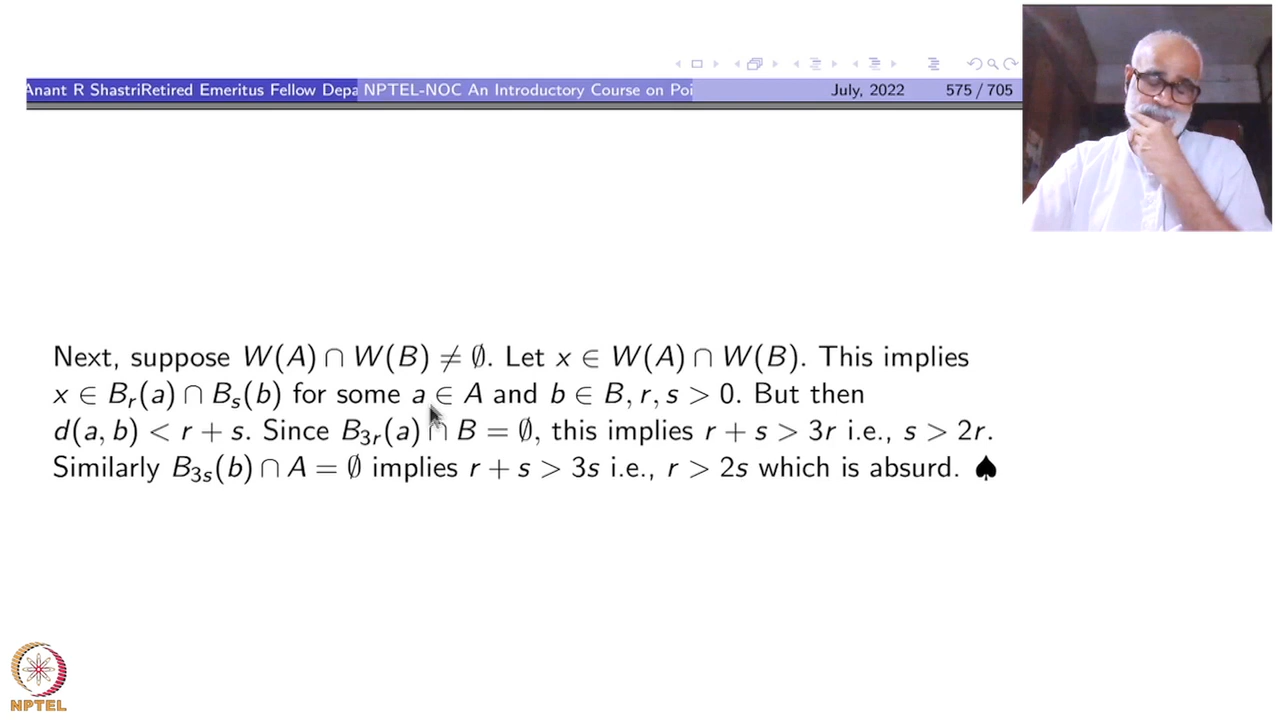 Anant R ShastriRetired Emeritus Fellow Depa NPTEL-NOC An Introductory Course on Poi July, 2022 575 / 705
Next, suppose W(A) ∩ W(B) ≠ ∅. Let x ∈ W(A) ∩ W(B). This implies
x ∈ B_r(a) ∩ B_s(b) for some a ∈ A and b ∈ B, r, s > 0. But then
d(a, b) < r + s. Since B_{3r}(a) ∩ B = ∅, this implies r + s > 3r i.e., s > 2r.
Similarly B_{3s}(b) ∩ A = ∅ implies r + s > 3s i.e., r > 2s which is absurd. ♠
NPTEL